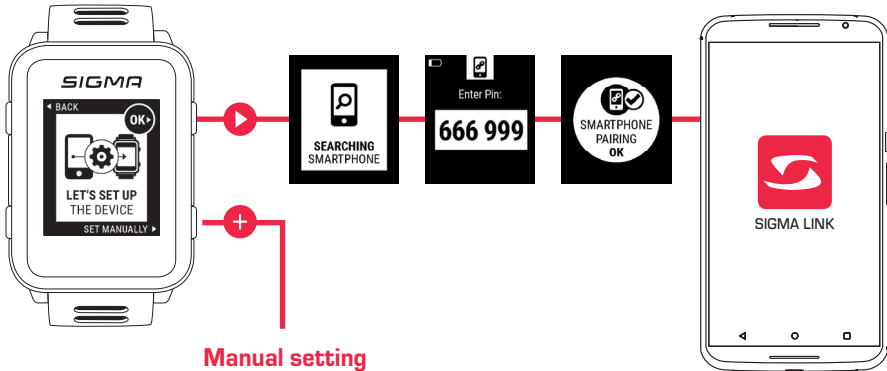 SIGMA
BACK
OK
LET'S SET UP
THE DEVICE
SET MANUALLY
SEARCHING
SMARTPHONE
Enter Pin:
666 999
SMARTPHONE
PAIRING
OK
SIGMA LINK
Manual setting